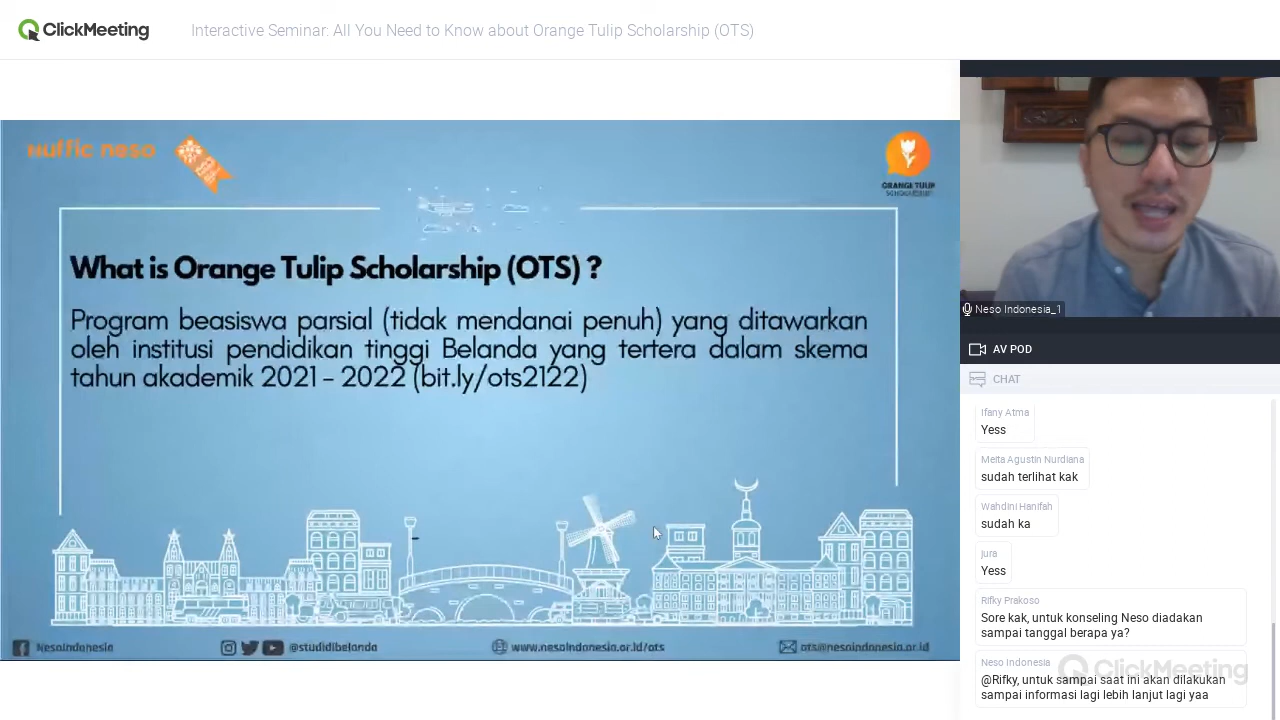 ClickMeeting
Interactive Seminar: All You Need to Know about Orange Tulip Scholarship (OTS)
nuffic neso
ORANGE TULIP
SCHOLARSHIP
What is Orange Tulip Scholarship (OTS) ?
Program beasiswa parsial (tidak mendanai penuh) yang ditawarkan
oleh institusi pendidikan tinggi Belanda yang tertera dalam skema
tahun akademik 2021 – 2022 (bit.ly/ots2122)
NesoIndonesia
@studidibelanda
www.nesoindonesia.or.id/ots
ots@nesoindonesia.or.id
Neso Indonesia_1
AV POD
CHAT
Ifany Atma
Yess
Meita Agustin Nurdiana
sudah terlihat kak
Wahdini Hanifah
sudah ka
jura
Yess
Rifky Prakoso
Sore kak, untuk konseling Neso diadakan
sampai tanggal berapa ya?
Neso Indonesia
@Rifky, untuk sampai saat ini akan dilakukan
sampai informasi lagi lebih lanjut lagi yaa
ClickMeeting